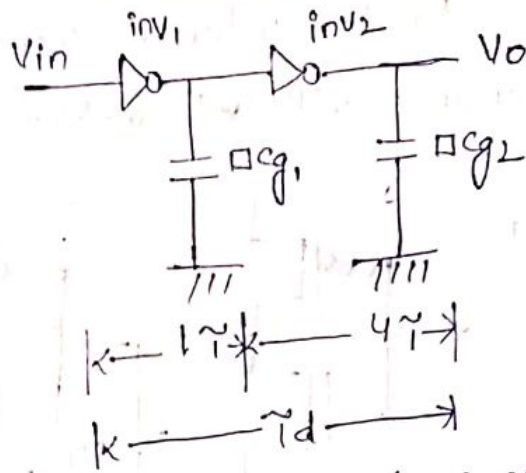 inv1 inv2
Vin Vo
□cg1 □cg2
1τ 4τ
τd